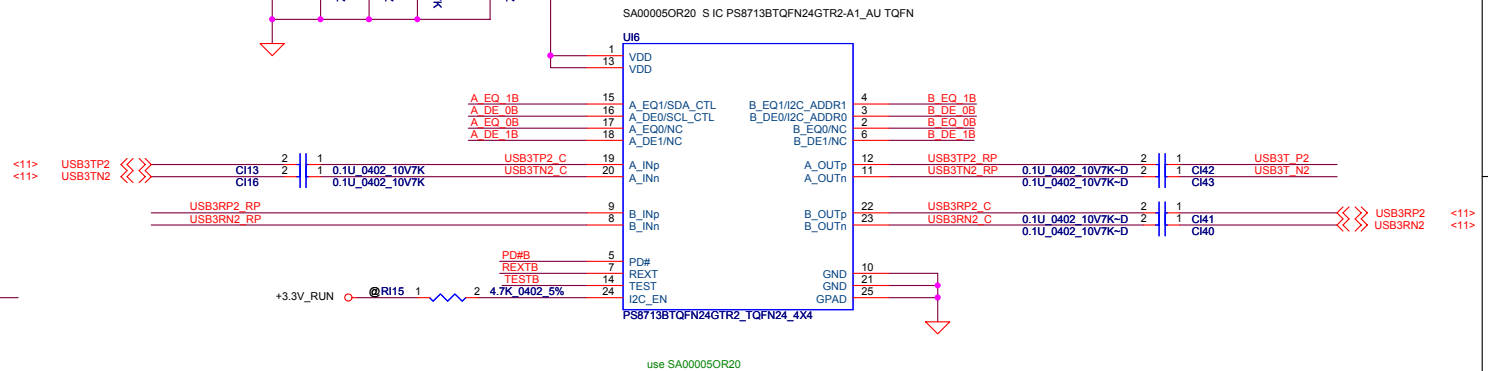 SA00005OR20 S IC PS8713BTQFN24GTR2-A1_AU TQFN
UI6
1 VDD
13 VDD
A_EQ_1B 15 A_EQ1/SDA_CTL B_EQ1/I2C_ADDR1 4 B_EQ_1B
A_DE_0B 16 A_DE0/SCL_CTL B_DE0/I2C_ADDR0 3 B_DE_0B
A_EQ_0B 17 A_EQ0/NC B_EQ0/NC 2 B_EQ_0B
A_DE_1B 18 A_DE1/NC B_DE1/NC 6 B_DE_1B
<11> USB3TP2 CI13 2 1 0.1U_0402_10V7K USB3TP2_C 19 A_INp A_OUTp 12 USB3TP2_RP 0.1U_0402_10V7K~D 2 1 CI42 USB3T_P2
<11> USB3TN2 CI16 2 1 0.1U_0402_10V7K USB3TN2_C 20 A_INn A_OUTn 11 USB3TN2_RP 0.1U_0402_10V7K~D 2 1 CI43 USB3T_N2
USB3RP2_RP 9 B_INp B_OUTp 22 USB3RP2_C 0.1U_0402_10V7K~D 2 1 CI41 USB3RP2 <11>
USB3RN2_RP 8 B_INn B_OUTn 23 USB3RN2_C 0.1U_0402_10V7K~D 2 1 CI40 USB3RN2 <11>
PD#B 5 PD#
REXTB 7 REXT GND 10
TESTB 14 TEST GND 21
+3.3V_RUN @RI15 1 2 4.7K_0402_5% 24 I2C_EN GPAD 25
PS8713BTQFN24GTR2_TQFN24_4X4
use SA00005OR20